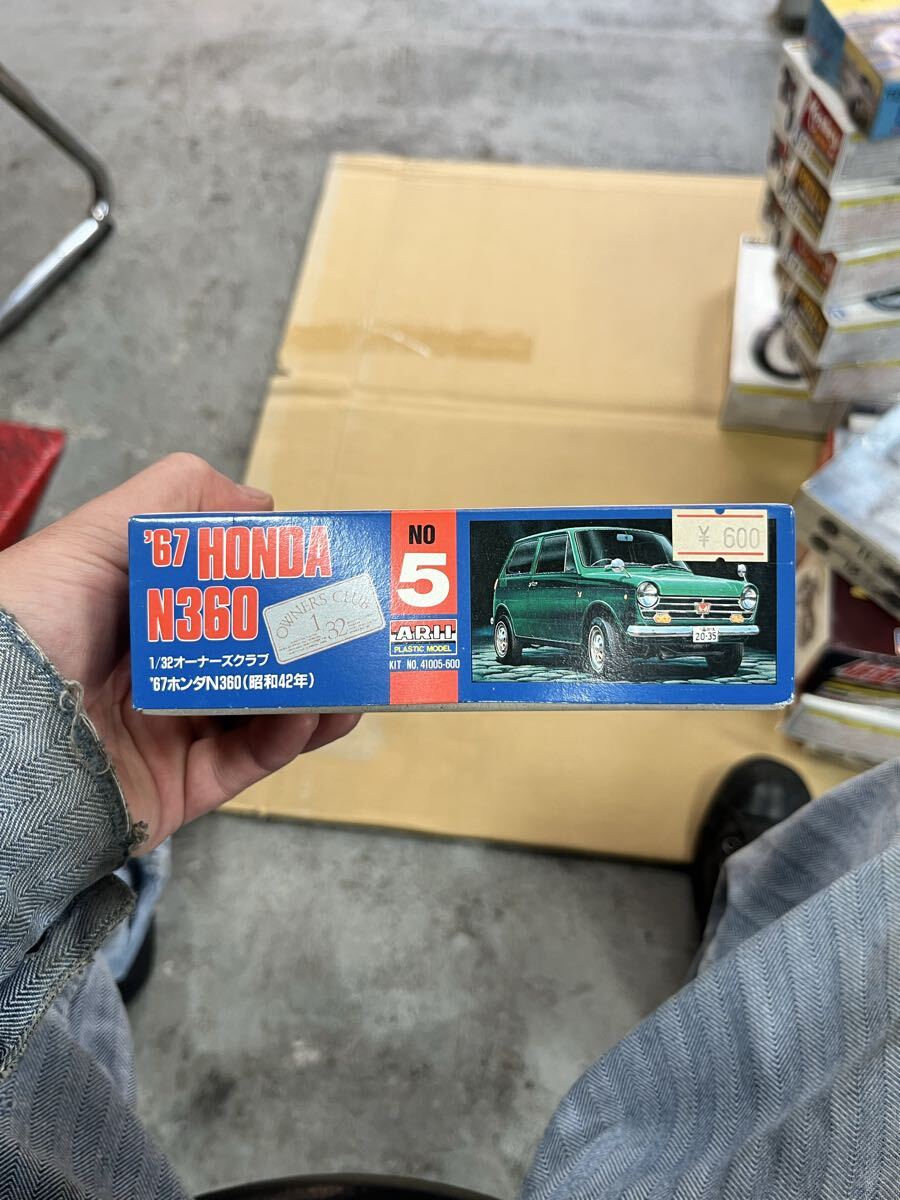 '67 HONDA
N360
OWNERS CLUB
1/32
1/32オーナーズクラブ
'67ホンダN360(昭和42年)
NO
5
ARII
PLASTIC MODEL
KIT NO. 41005-600
¥ 600
20-35